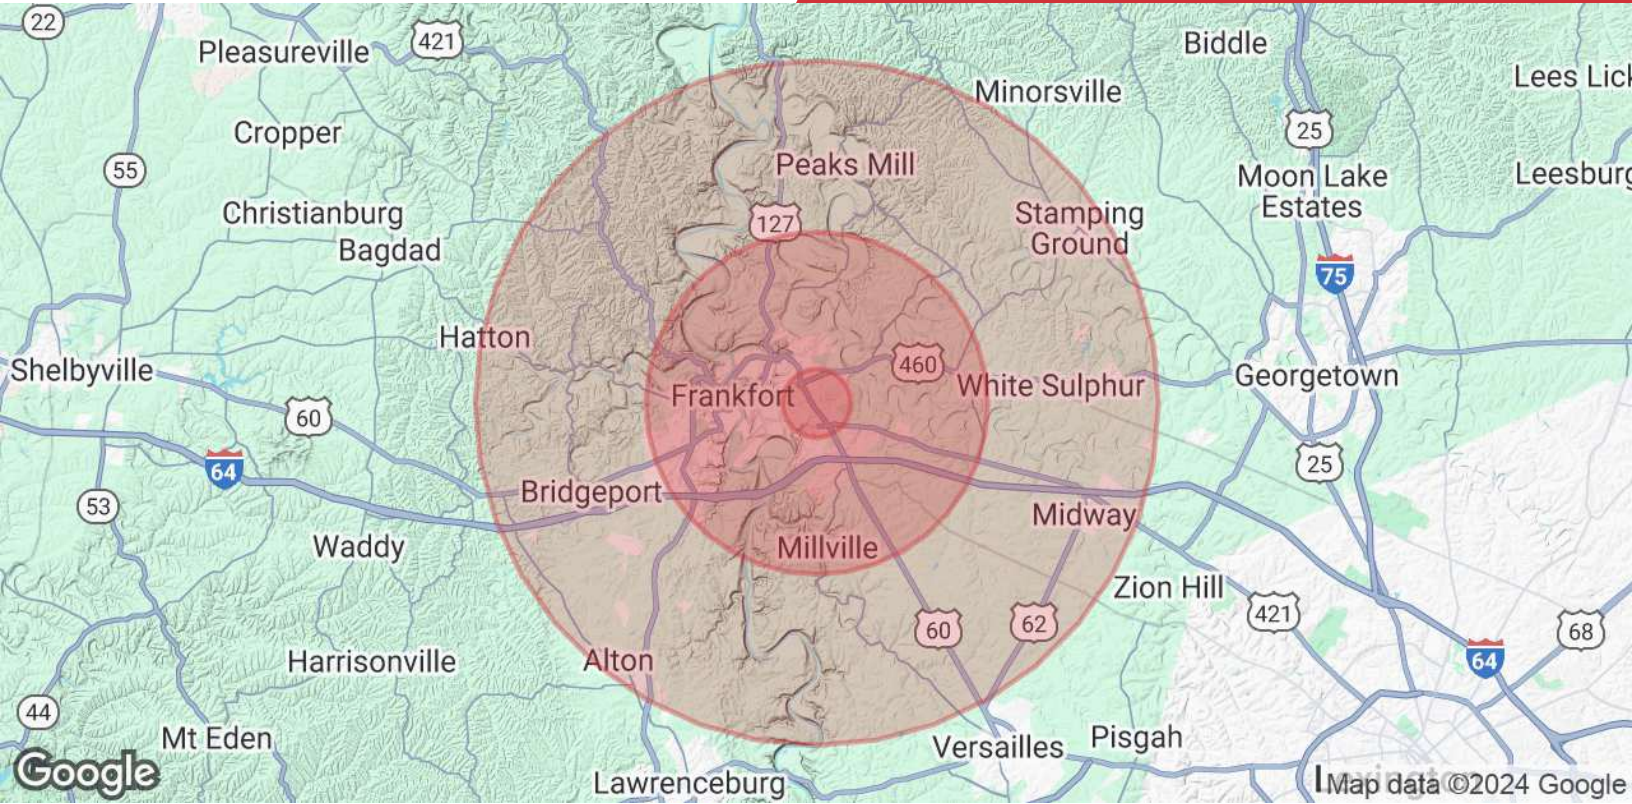 22
Pleasureville
421
Biddle
Lees Lick
Minorsville
Cropper
25
55
Peaks Mill
Moon Lake
Estates
Leesburg
Christianburg
127
Stamping
Ground
Bagdad
75
Hatton
Shelbyville
460
Georgetown
Frankfort
White Sulphur
60
64
25
53
Bridgeport
Midway
Waddy
Millville
Zion Hill
421
60
62
68
Harrisonville
Alton
64
44
Mt Eden
Versailles
Pisgah
Google
Lawrenceburg
Map data ©2024 Google